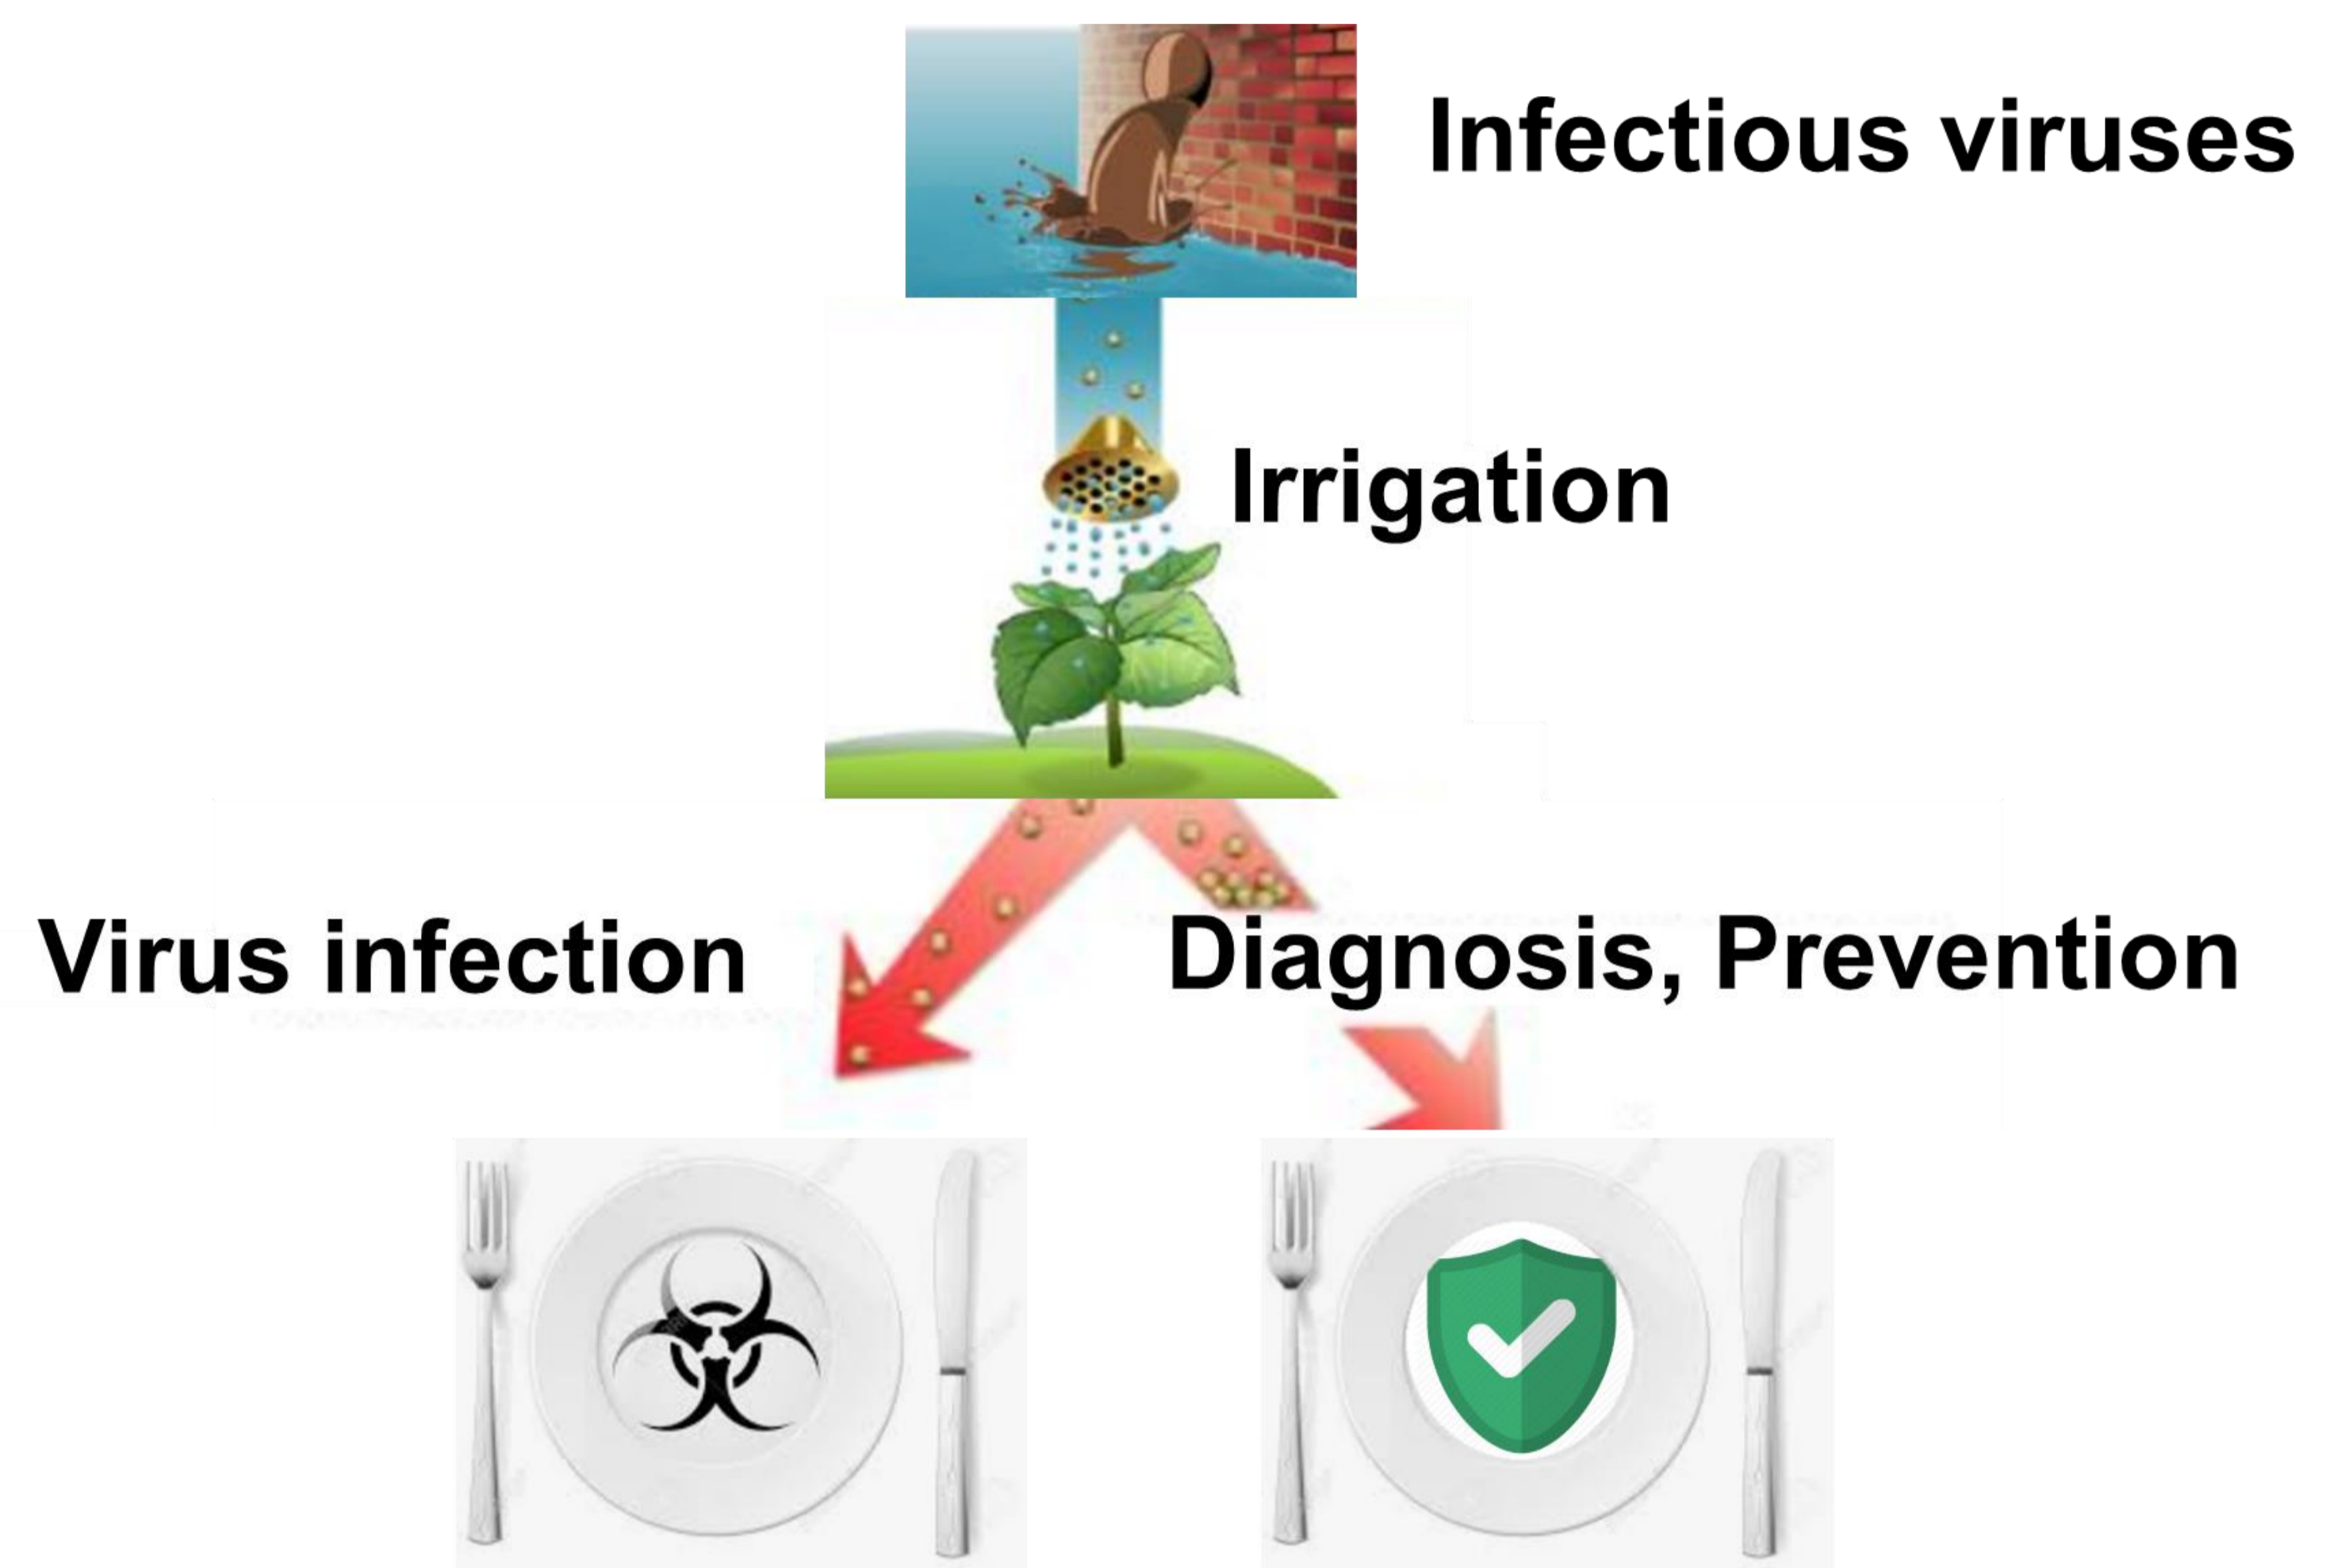 Infectious viruses
Irrigation
Virus infection
Diagnosis, Prevention